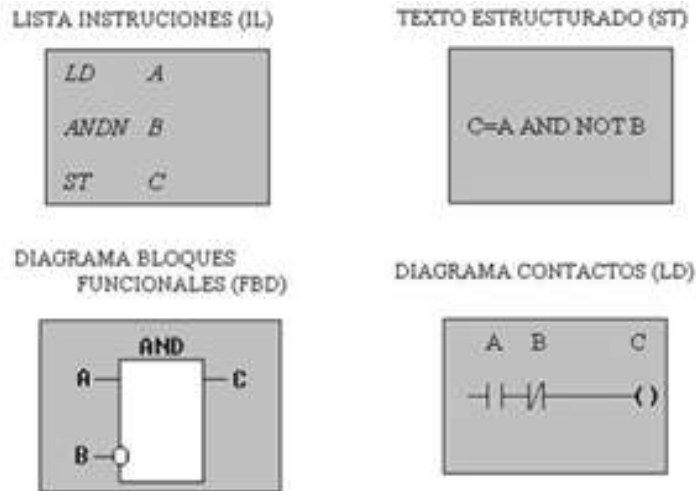 LISTA INSTRUCIONES (IL)
LD A
ANDN B
ST C
TEXTO ESTRUCTURADO (ST)
C=A AND NOT B
DIAGRAMA BLOQUES
FUNCIONALES (FBD)
AND
A C
B
DIAGRAMA CONTACTOS (LD)
A B C